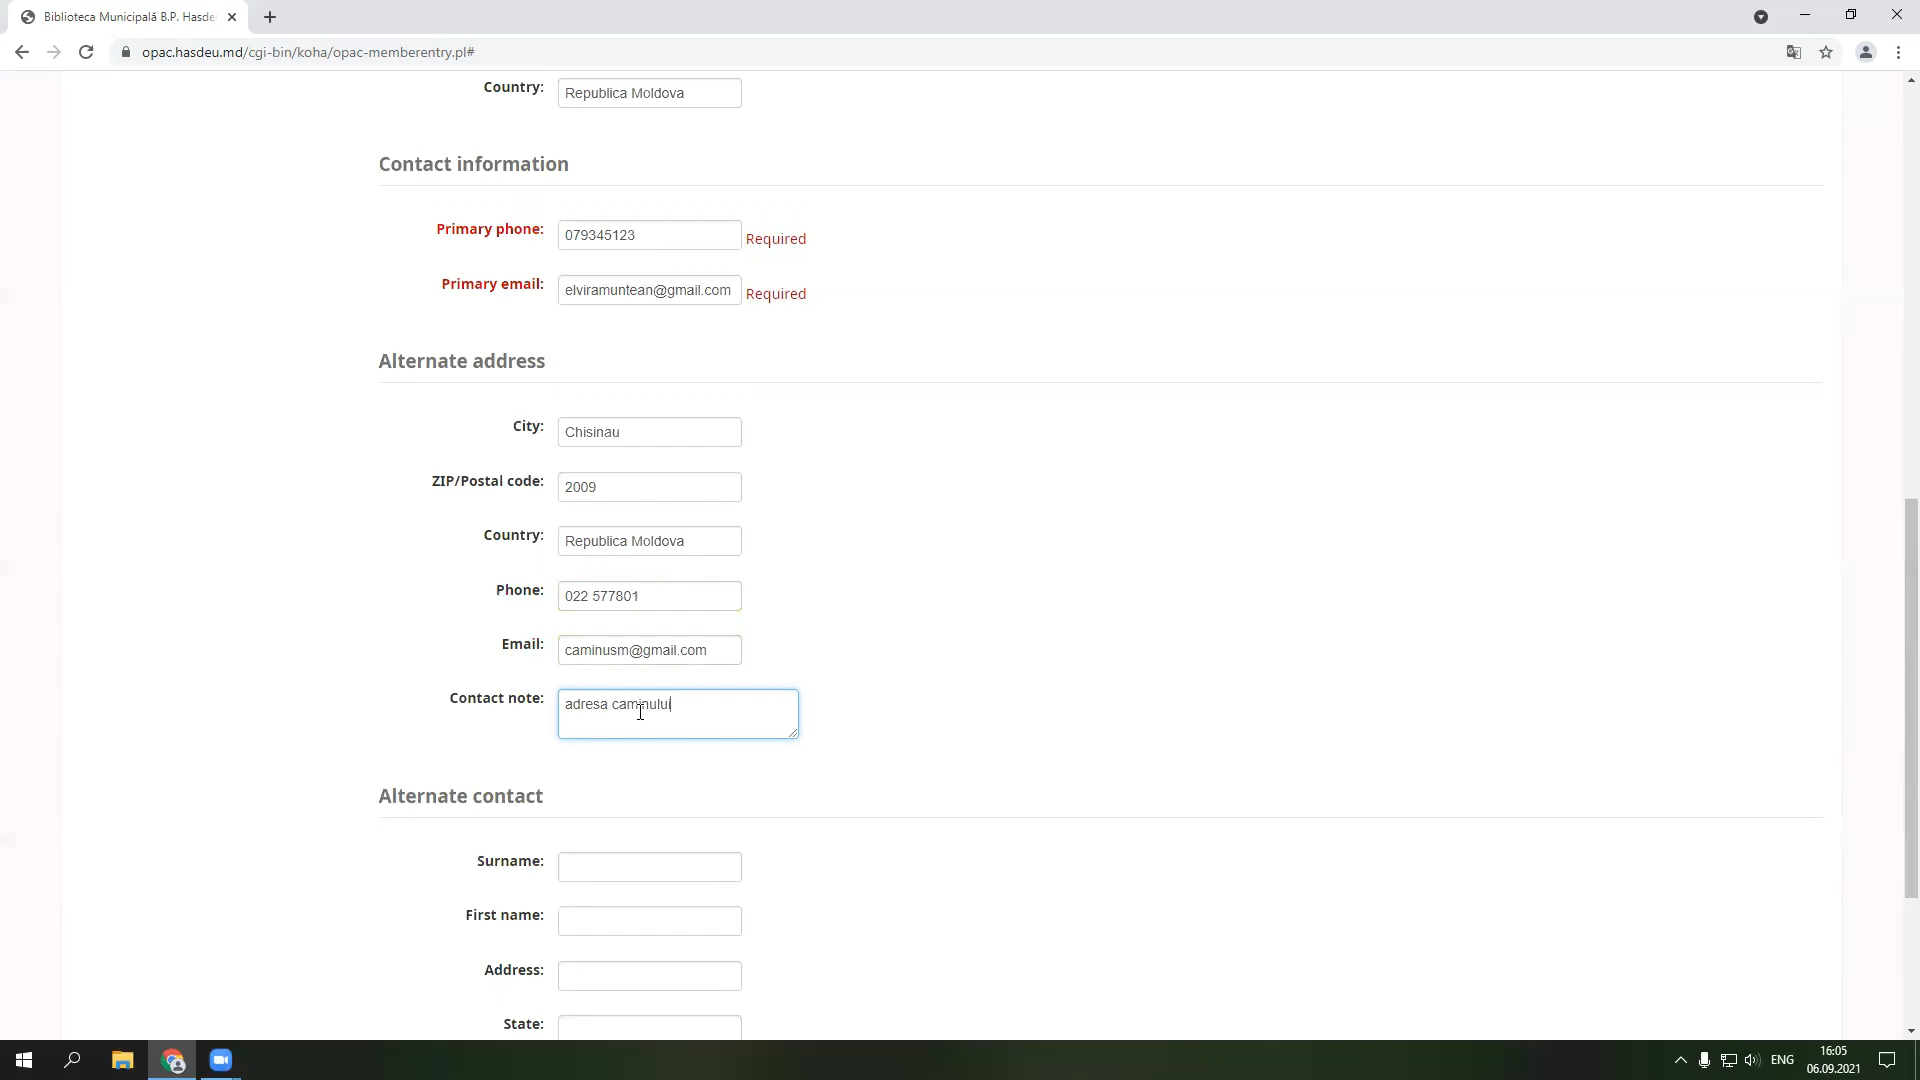 Biblioteca Municipală B.P. Hasde
opac.hasdeu.md/cgi-bin/koha/opac-memberentry.pl#
Country: Republica Moldova
Contact information
Primary phone: 079345123 Required
Primary email: elviramuntean@gmail.com Required
Alternate address
City: Chisinau
ZIP/Postal code: 2009
Country: Republica Moldova
Phone: 022 577801
Email: caminusm@gmail.com
Contact note: adresa caminului
Alternate contact
Surname:
First name:
Address:
State:
ENG
16:05
06.09.2021